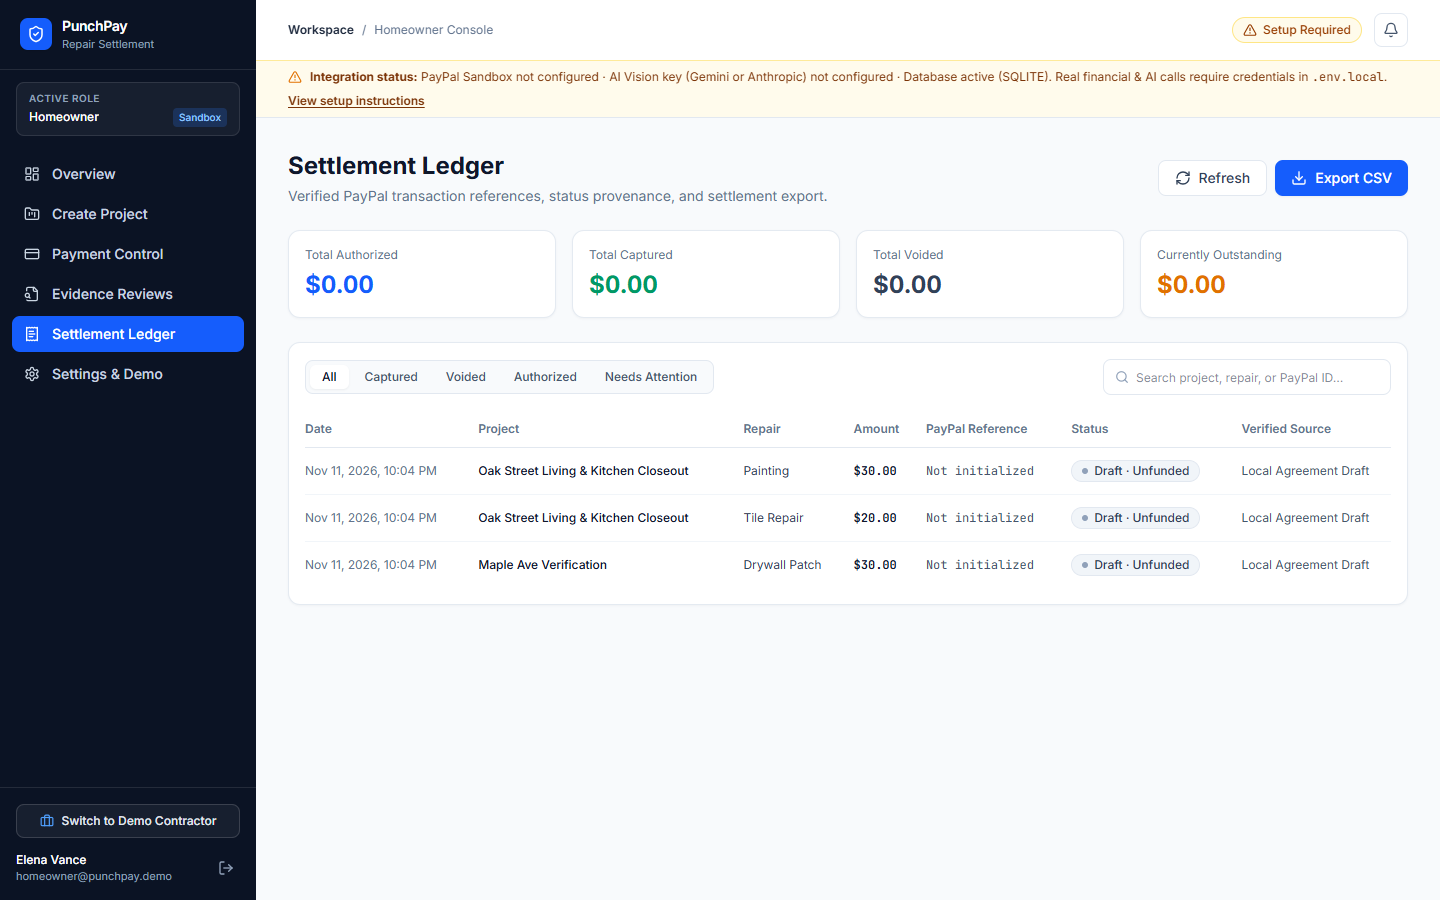 PunchPay
Repair Settlement
ACTIVE ROLE
Homeowner
Sandbox
Overview
Create Project
Payment Control
Evidence Reviews
Settlement Ledger
Settings & Demo
Switch to Demo Contractor
Elena Vance
homeowner@punchpay.demo
Workspace / Homeowner Console
Setup Required
Integration status: PayPal Sandbox not configured · AI Vision key (Gemini or Anthropic) not configured · Database active (SQLITE). Real financial & AI calls require credentials in .env.local.
View setup instructions
Settlement Ledger
Verified PayPal transaction references, status provenance, and settlement export.
Refresh
Export CSV
Total Authorized
$0.00
Total Captured
$0.00
Total Voided
$0.00
Currently Outstanding
$0.00
All Captured Voided Authorized Needs Attention
Search project, repair, or PayPal ID...
Date Project Repair Amount PayPal Reference Status Verified Source
Nov 11, 2026, 10:04 PM Oak Street Living & Kitchen Closeout Painting $30.00 Not initialized Draft · Unfunded Local Agreement Draft
Nov 11, 2026, 10:04 PM Oak Street Living & Kitchen Closeout Tile Repair $20.00 Not initialized Draft · Unfunded Local Agreement Draft
Nov 11, 2026, 10:04 PM Maple Ave Verification Drywall Patch $30.00 Not initialized Draft · Unfunded Local Agreement Draft